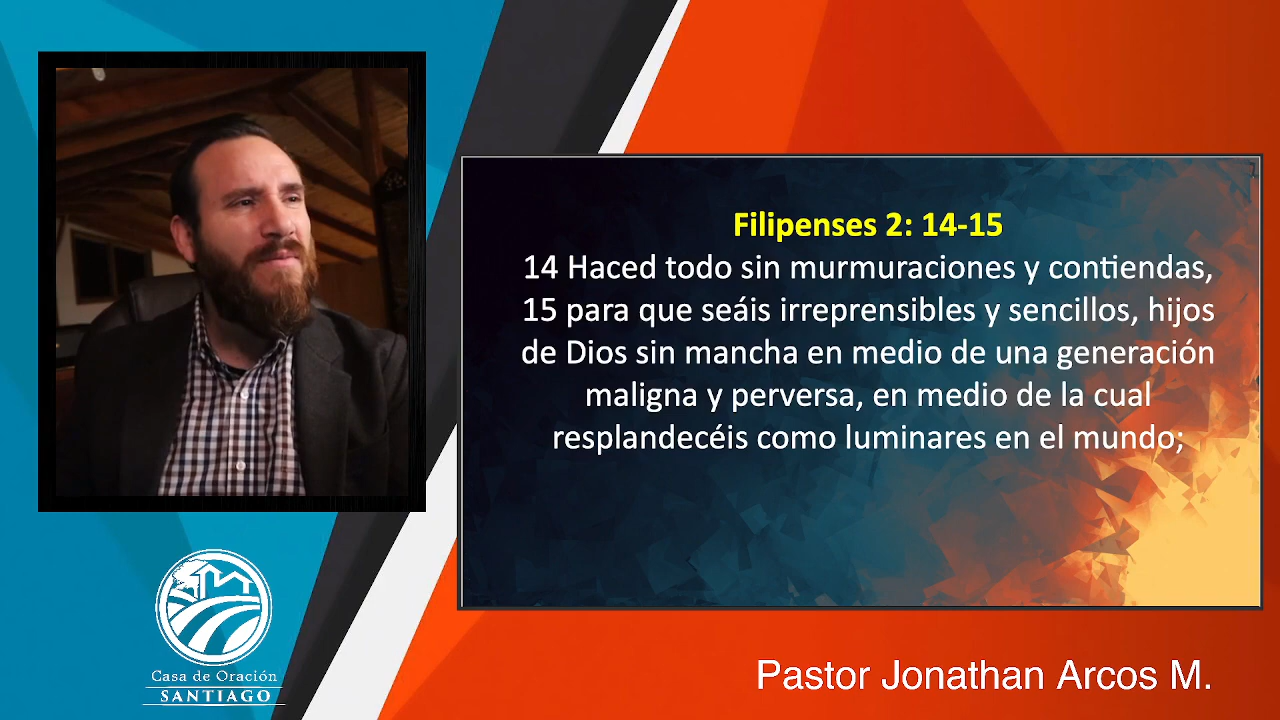 Filipenses 2: 14-15
14 Haced todo sin murmuraciones y contiendas,
15 para que seáis irreprensibles y sencillos, hijos
de Dios sin mancha en medio de una generación
maligna y perversa, en medio de la cual
resplandecéis como luminares en el mundo;
Casa de Oración
SANTIAGO
Pastor Jonathan Arcos M.